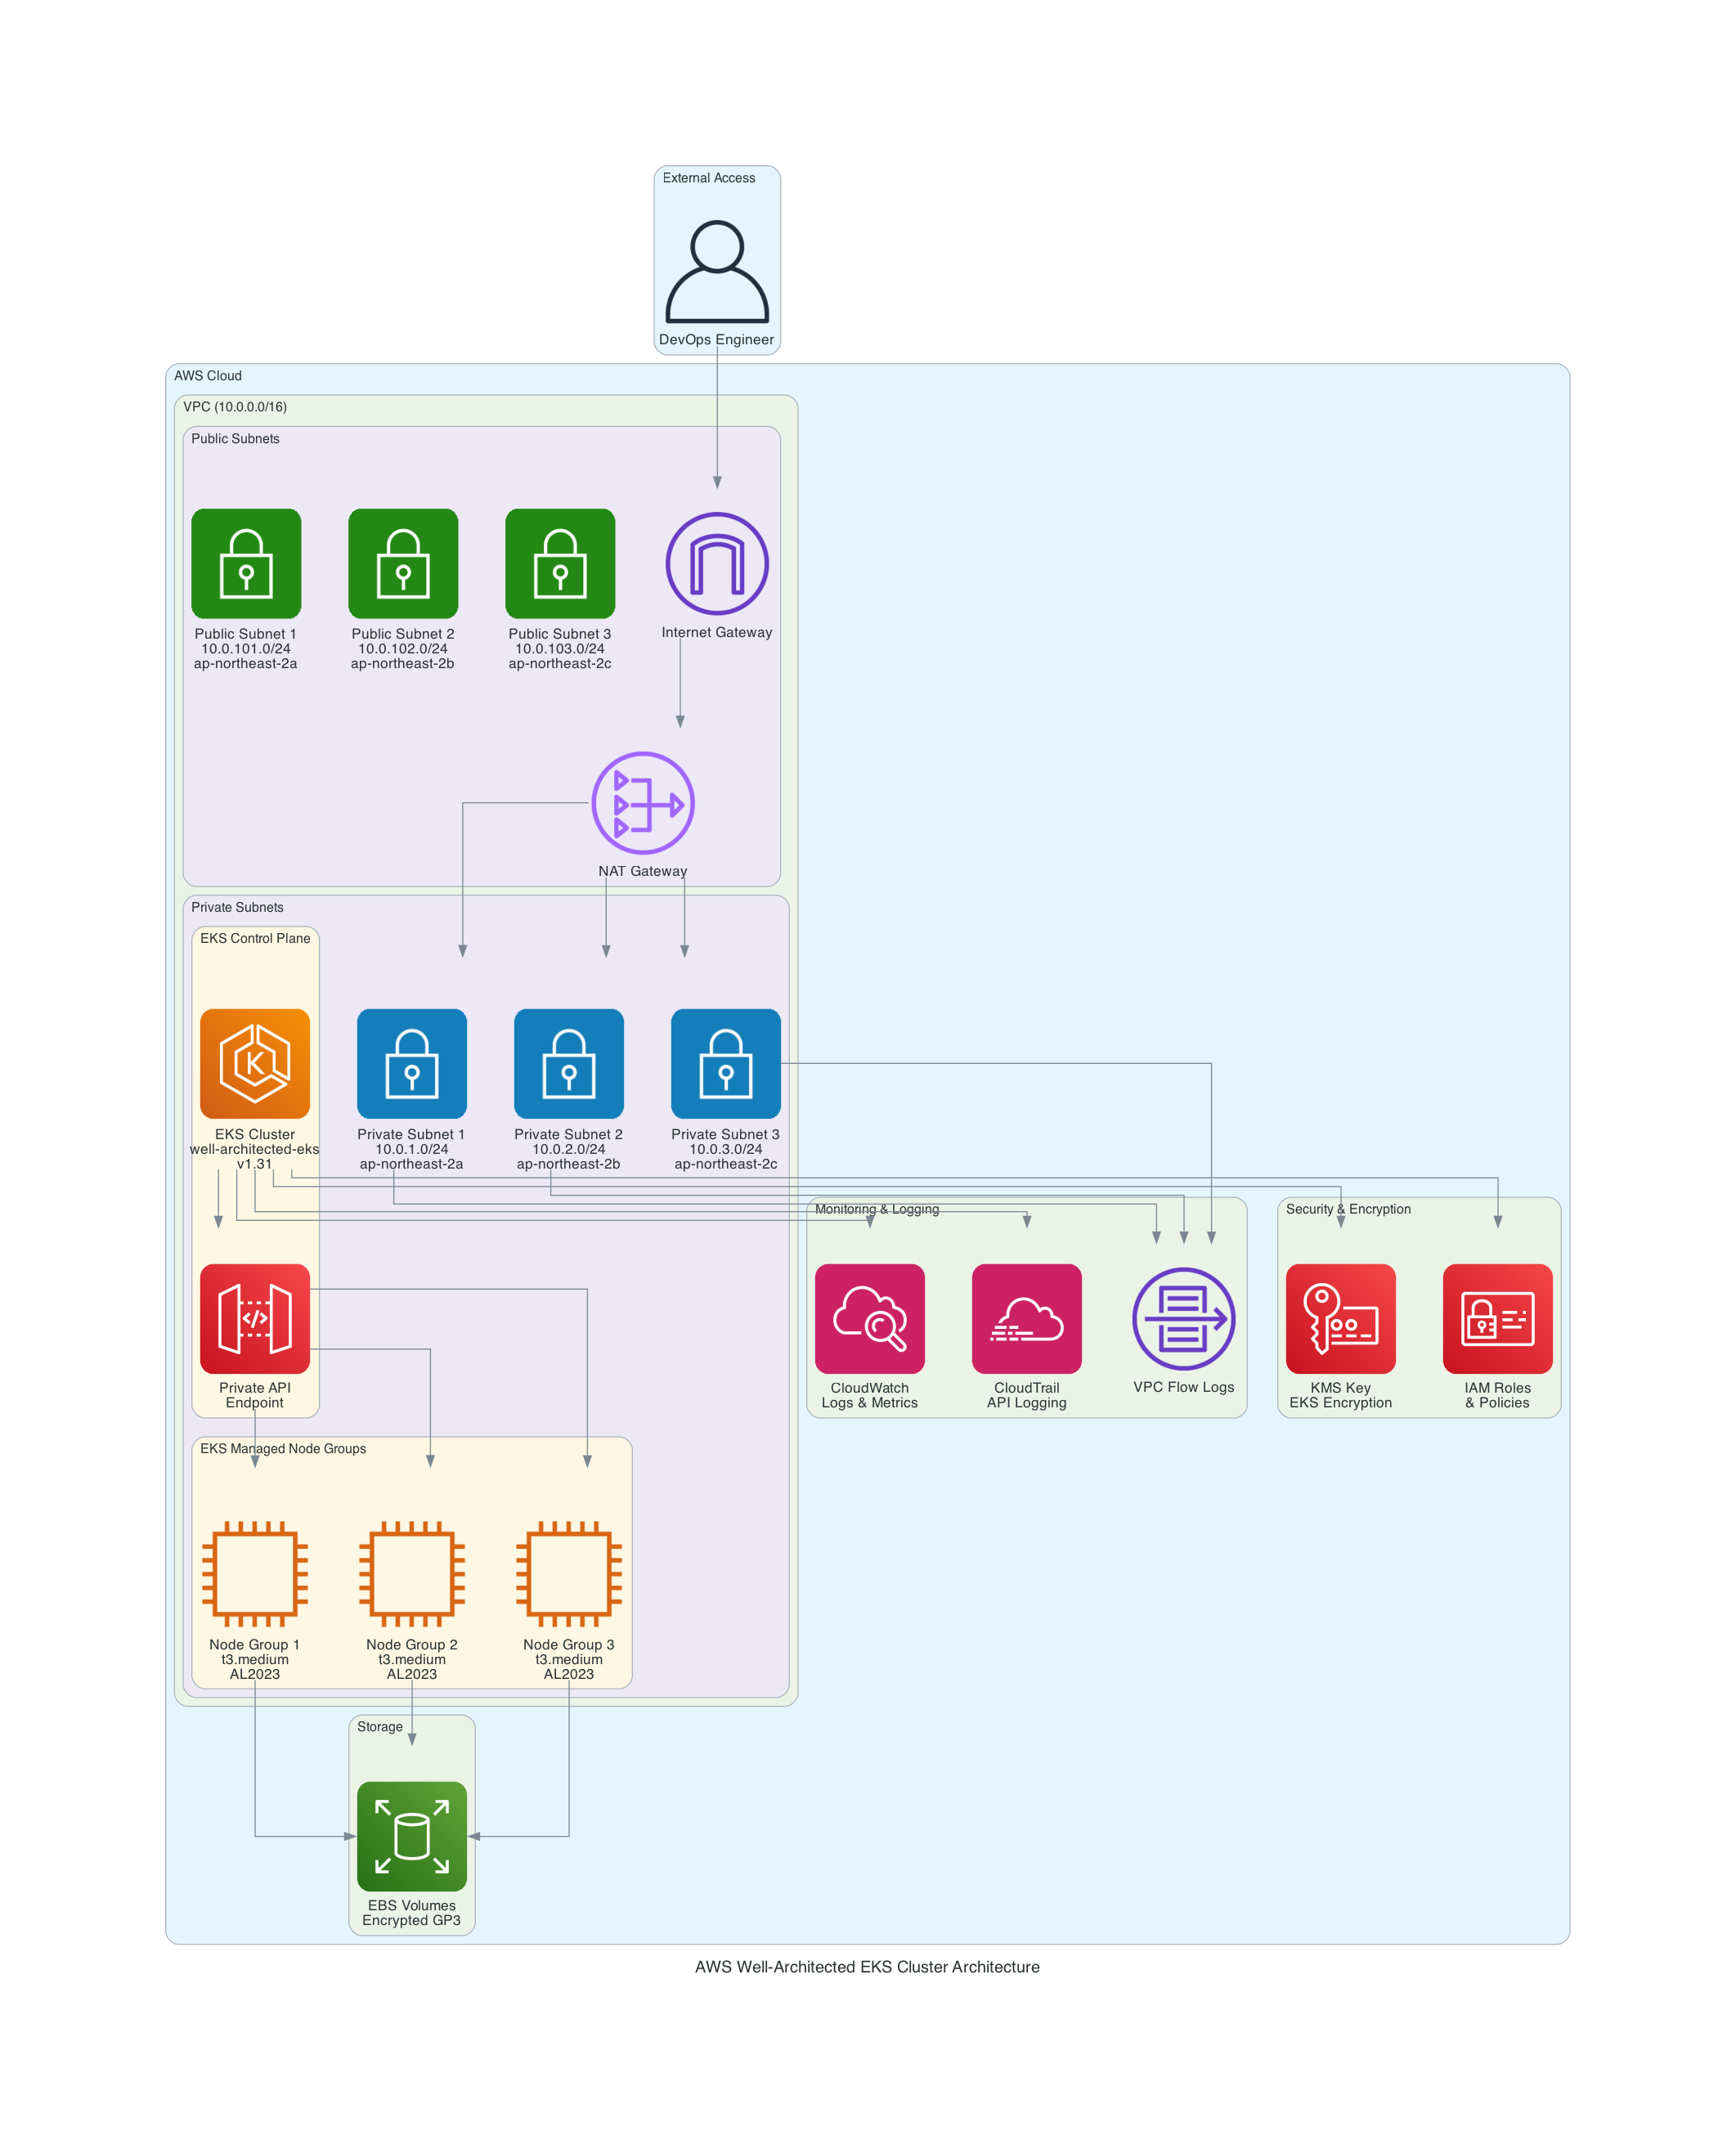 External Access
DevOps Engineer
AWS Cloud
VPC (10.0.0.0/16)
Public Subnets
Public Subnet 1
10.0.101.0/24
ap-northeast-2a
Public Subnet 2
10.0.102.0/24
ap-northeast-2b
Public Subnet 3
10.0.103.0/24
ap-northeast-2c
Internet Gateway
NAT Gateway
Private Subnets
EKS Control Plane
EKS Cluster
well-architected-eks
v1.31
Private Subnet 1
10.0.1.0/24
ap-northeast-2a
Private Subnet 2
10.0.2.0/24
ap-northeast-2b
Private Subnet 3
10.0.3.0/24
ap-northeast-2c
Private API
Endpoint
Monitoring & Logging
CloudWatch
Logs & Metrics
CloudTrail
API Logging
VPC Flow Logs
Security & Encryption
KMS Key
EKS Encryption
IAM Roles
& Policies
EKS Managed Node Groups
Node Group 1
t3.medium
AL2023
Node Group 2
t3.medium
AL2023
Node Group 3
t3.medium
AL2023
Storage
EBS Volumes
Encrypted GP3
AWS Well-Architected EKS Cluster Architecture